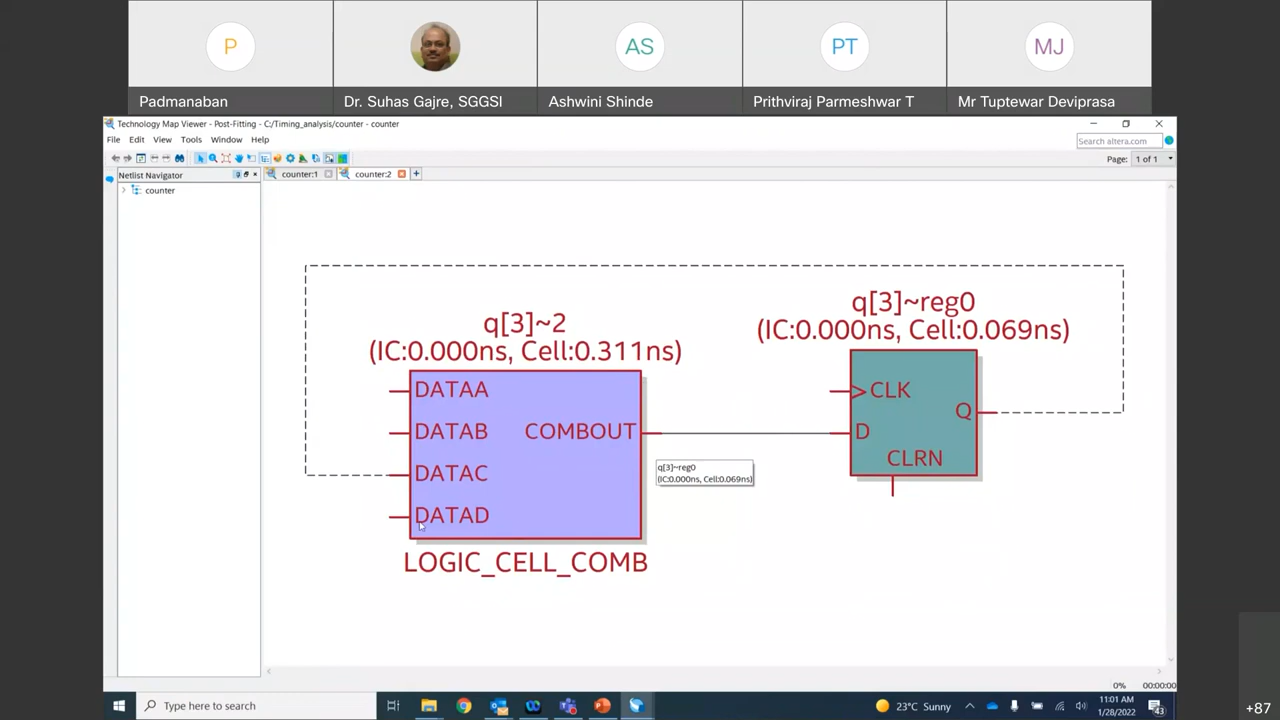 P
AS
PT
MJ
Padmanaban
Dr. Suhas Gajre, SGGSI
Ashwini Shinde
Prithviraj Parmeshwar T
Mr Tuptewar Deviprasa
Technology Map Viewer - Post-Fitting - C:/Timing_analysis/counter - counter
File Edit View Tools Window Help
Search altera.com
Page: 1 of 1
Netlist Navigator
counter:1
counter:2
counter
q[3]~2
(IC:0.000ns, Cell:0.311ns)
DATAA
DATAB
COMBOUT
DATAC
DATAD
LOGIC_CELL_COMB
q[3]~reg0
(IC:0.000ns, Cell:0.069ns)
q[3]~reg0
(IC:0.000ns, Cell:0.069ns)
CLK
Q
D
CLRN
0%
00:00:00
Type here to search
23°C Sunny
11:01 AM
1/28/2022
43
+87